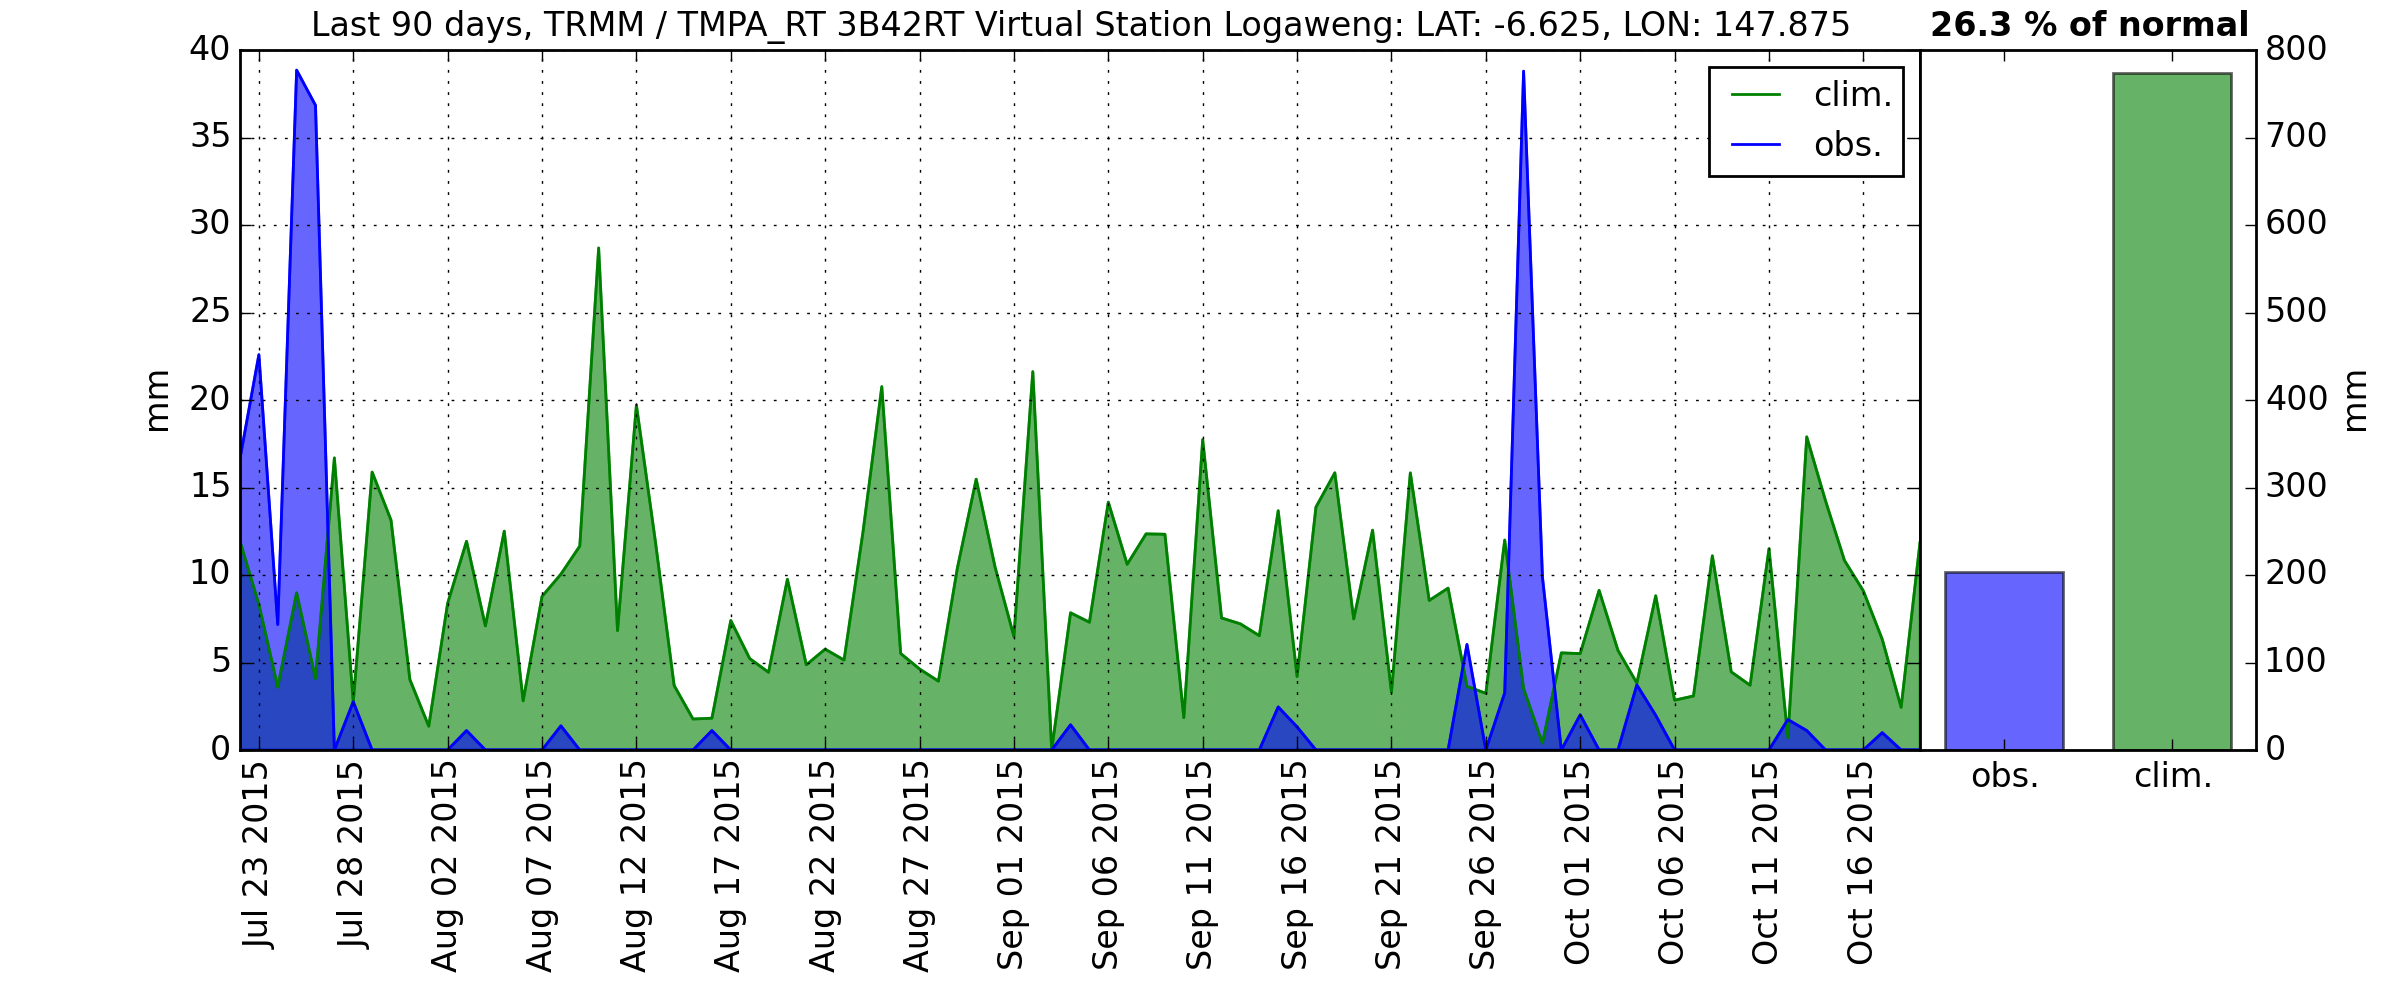 Last 90 days, TRMM / TMPA_RT 3B42RT Virtual Station Logaweng: LAT: -6.625, LON: 147.875
26.3 % of normal
40
35
30
25
20
15
10
5
0
mm
clim.
obs.
800
700
600
500
400
300
200
100
0
mm
Jul 23 2015
Jul 28 2015
Aug 02 2015
Aug 07 2015
Aug 12 2015
Aug 17 2015
Aug 22 2015
Aug 27 2015
Sep 01 2015
Sep 06 2015
Sep 11 2015
Sep 16 2015
Sep 21 2015
Sep 26 2015
Oct 01 2015
Oct 06 2015
Oct 11 2015
Oct 16 2015
obs.
clim.